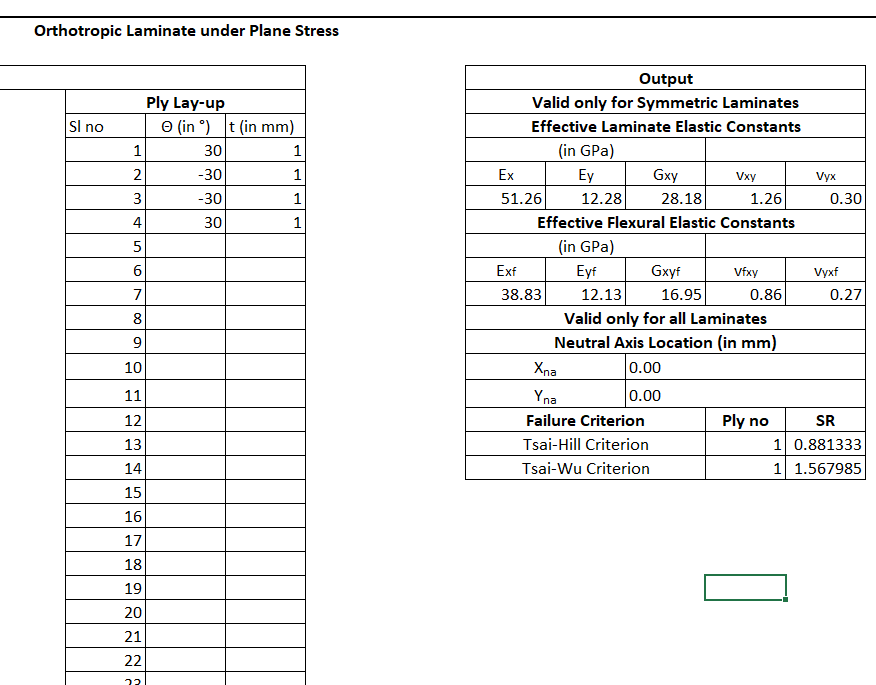 Orthotropic Laminate under Plane Stress
Ply Lay-up
Sl no Θ (in °) t (in mm)
1 30 1
2 -30 1
3 -30 1
4 30 1
5
6
7
8
9
10
11
12
13
14
15
16
17
18
19
20
21
22
23
Output
Valid only for Symmetric Laminates
Effective Laminate Elastic Constants
(in GPa)
Ex Ey Gxy νxy νyx
51.26 12.28 28.18 1.26 0.30
Effective Flexural Elastic Constants
(in GPa)
Exf Eyf Gxyf νfxy νyxf
38.83 12.13 16.95 0.86 0.27
Valid only for all Laminates
Neutral Axis Location (in mm)
Xna 0.00
Yna 0.00
Failure Criterion Ply no SR
Tsai-Hill Criterion 1 0.881333
Tsai-Wu Criterion 1 1.567985